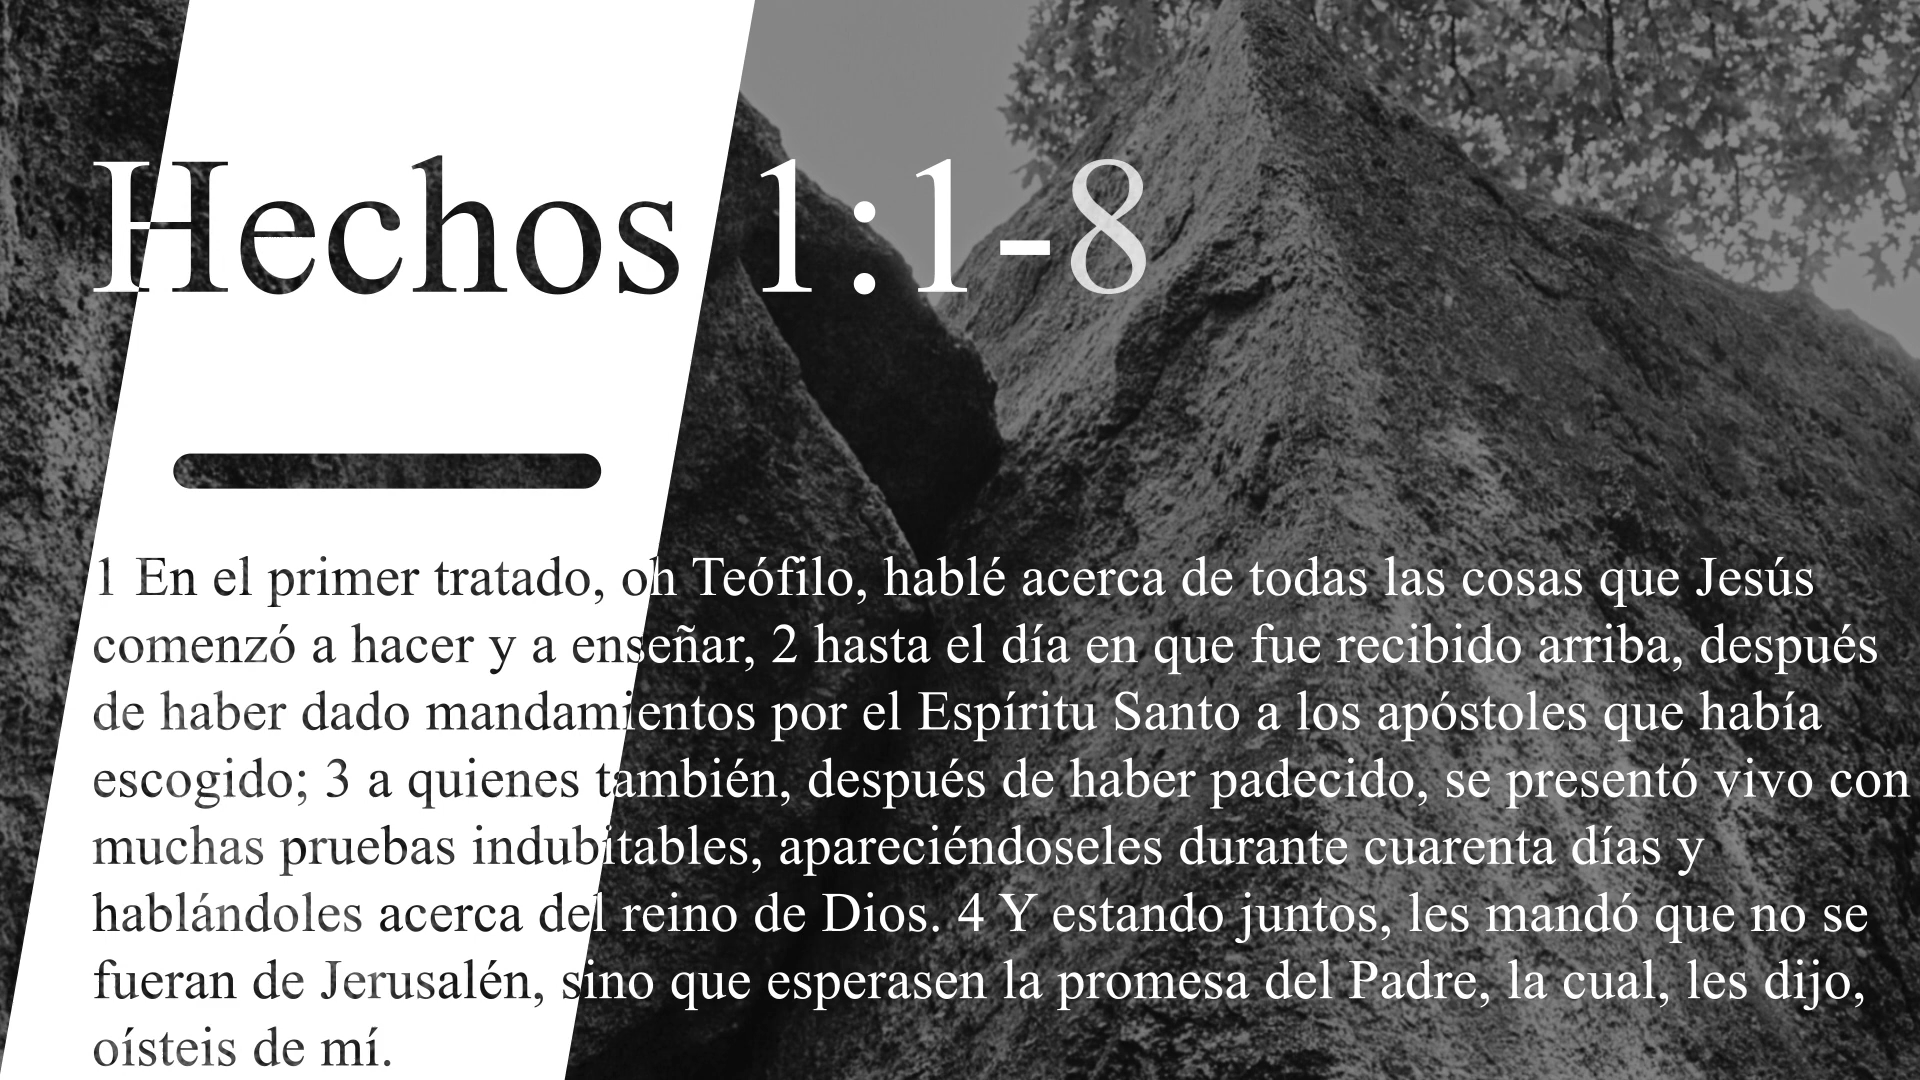 Hechos 1:1-8
1 En el primer tratado, oh Teófilo, hablé acerca de todas las cosas que Jesús
comenzó a hacer y a enseñar, 2 hasta el día en que fue recibido arriba, después
de haber dado mandamientos por el Espíritu Santo a los apóstoles que había
escogido; 3 a quienes también, después de haber padecido, se presentó vivo con
muchas pruebas indubitables, apareciéndoseles durante cuarenta días y
hablándoles acerca del reino de Dios. 4 Y estando juntos, les mandó que no se
fueran de Jerusalén, sino que esperasen la promesa del Padre, la cual, les dijo,
oísteis de mí.